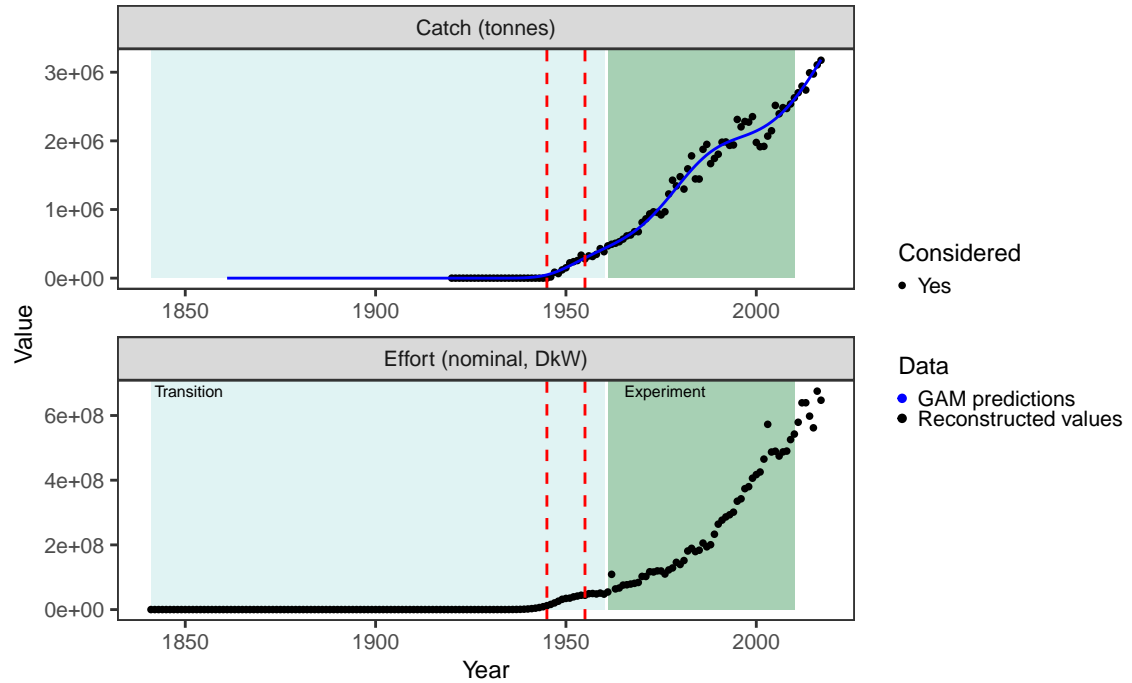 Catch (tonnes)
3e+06
2e+06
1e+06
0e+00
1850 1900 1950 2000
Effort (nominal, DkW)
Transition Experiment
6e+08
4e+08
2e+08
0e+00
1850 1900 1950 2000
Year
Value
Considered
Yes
Data
GAM predictions
Reconstructed values